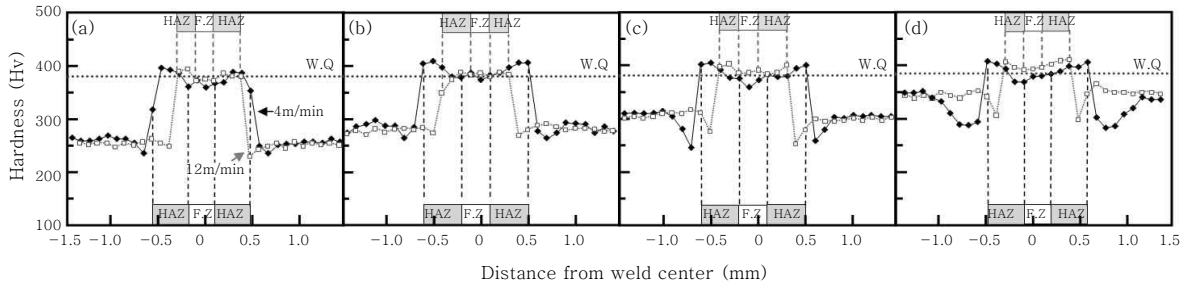 HAZ F.Z HAZ HAZ F.Z HAZ HAZ F.Z HAZ HAZ F.Z HAZ
500
(a) (b) (c) (d)
W.Q W.Q W.Q W.Q
400
4m/min
300
12m/min
200
HAZ F.Z HAZ HAZ F.Z HAZ HAZ F.Z HAZ HAZ F.Z HAZ
100
Hardness (Hv)
−1.5 −1.0 −0.5 0 0.5 −1.0 −0.5 0 0.5 1.0 −1.0 −0.5 0 0.5 1.0 −1.0 −0.5 0 0.5 1.0 1.5
Distance from weld center (mm)